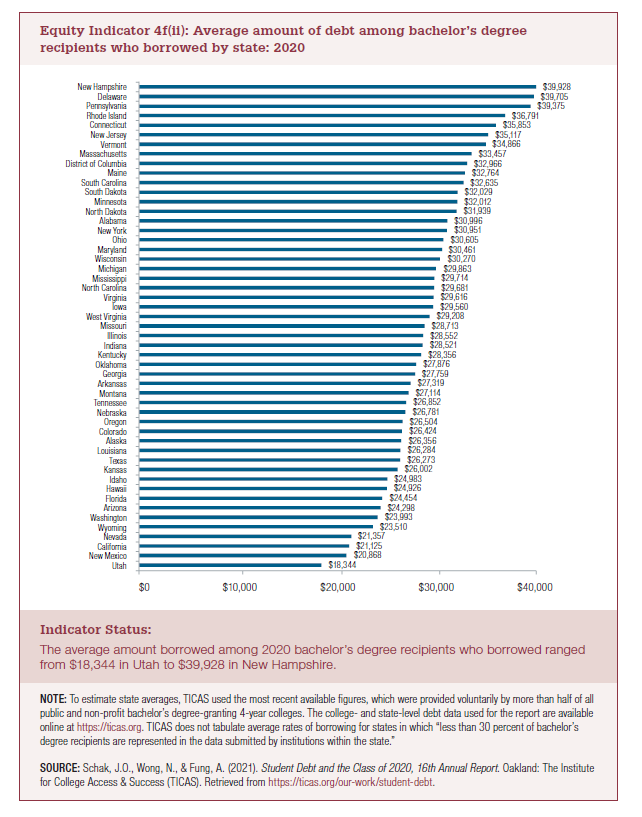 Equity Indicator 4f(ii): Average amount of debt among bachelor's degree
recipients who borrowed by state: 2020
New Hampshire $39,928
Delaware $39,705
Pennsylvania $39,375
Rhode Island $36,791
Connecticut $35,853
New Jersey $35,117
Vermont $34,866
Massachusetts $33,457
District of Columbia $32,966
Maine $32,764
South Carolina $32,635
South Dakota $32,029
Minnesota $32,012
North Dakota $31,939
Alabama $30,996
New York $30,951
Ohio $30,605
Maryland $30,461
Wisconsin $30,270
Michigan $29,863
Mississippi $29,714
North Carolina $29,681
Virginia $29,616
Iowa $29,560
West Virginia $29,208
Missouri $28,713
Illinois $28,552
Indiana $28,521
Kentucky $28,356
Oklahoma $27,876
Georgia $27,759
Arkansas $27,319
Montana $27,114
Tennessee $26,852
Nebraska $26,781
Oregon $26,504
Colorado $26,424
Alaska $26,356
Louisiana $26,284
Texas $26,273
Kansas $26,002
Idaho $24,983
Hawaii $24,926
Florida $24,454
Arizona $24,298
Washington $23,993
Wyoming $23,510
Nevada $21,357
California $21,125
New Mexico $20,868
Utah $18,344
$0 $10,000 $20,000 $30,000 $40,000
Indicator Status:
The average amount borrowed among 2020 bachelor's degree recipients who borrowed ranged
from $18,344 in Utah to $39,928 in New Hampshire.
NOTE: To estimate state averages, TICAS used the most recent available figures, which were provided voluntarily by more than half of all
public and non-profit bachelor's degree-granting 4-year colleges. The college- and state-level debt data used for the report are available
online at https://ticas.org. TICAS does not tabulate average rates of borrowing for states in which "less than 30 percent of bachelor's
degree recipients are represented in the data submitted by institutions within the state."
SOURCE: Schak, J.O., Wong, N., & Fung, A. (2021). Student Debt and the Class of 2020, 16th Annual Report. Oakland: The Institute
for College Access & Success (TICAS). Retrieved from https://ticas.org/our-work/student-debt.